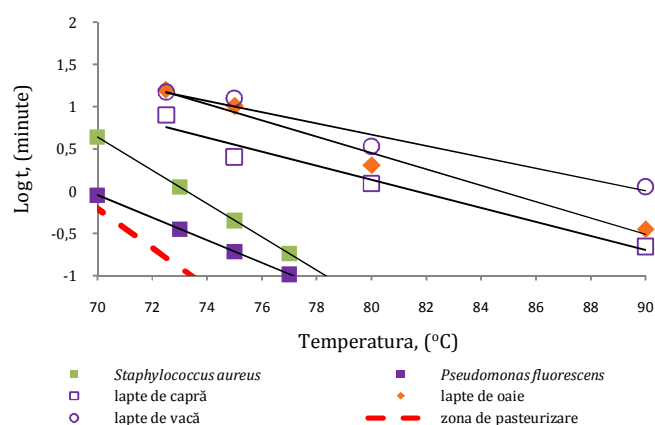 2
1,5
1
0,5
0
-0,5
-1
Log t, (minute)
70 72 74 76 78 80 82 84 86 88 90
Temperatura, (°C)
Staphylococcus aureus Pseudomonas fluorescens
lapte de capră lapte de oaie
lapte de vacă zona de pasteurizare